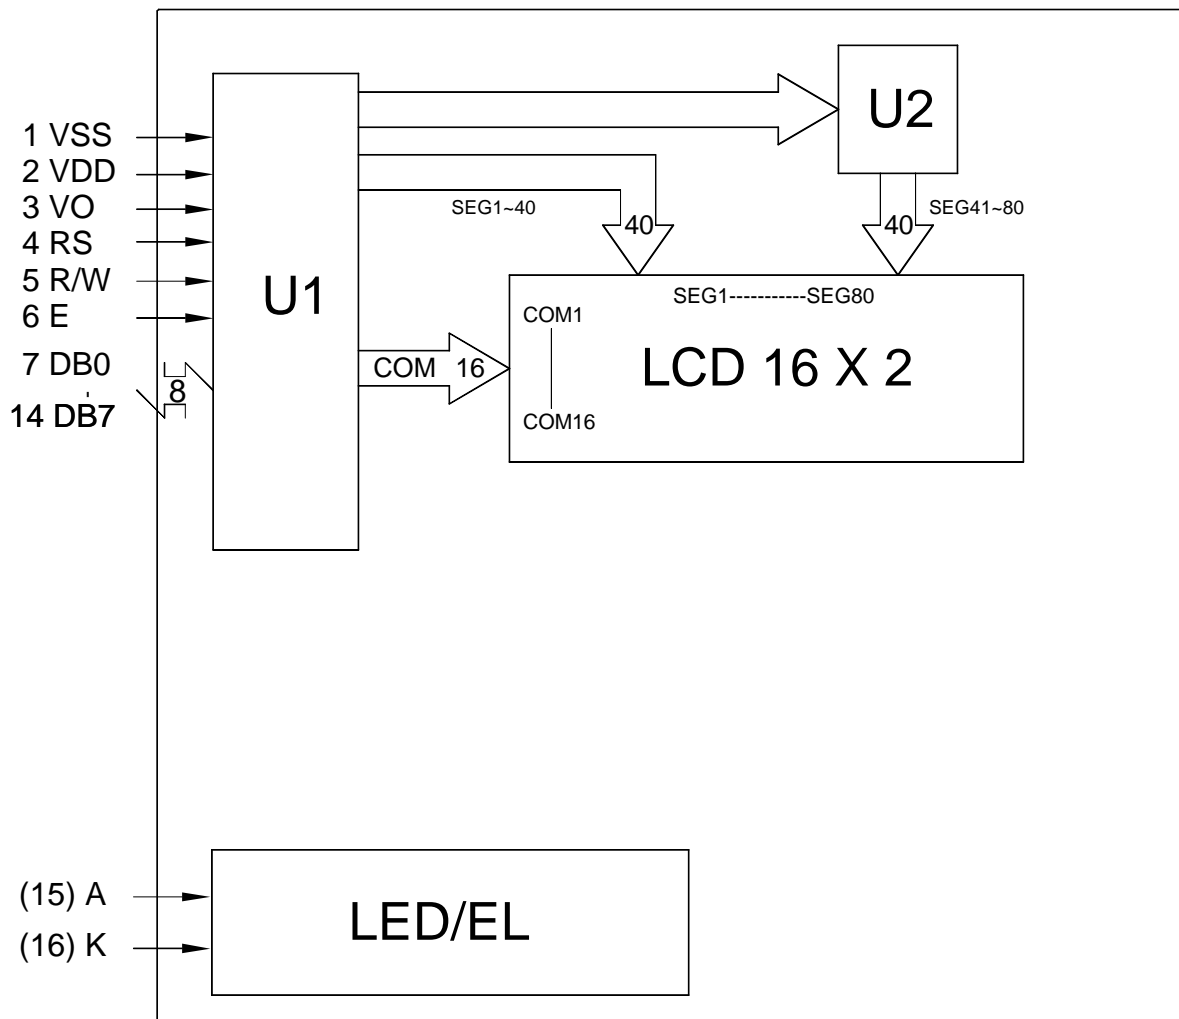 U2
1 VSS
2 VDD
3 VO
SEG1~40
SEG41~80
40
40
4 RS
5 R/W
U1
SEG1-----------SEG80
6 E
COM1
7 DB0
COM 16
LCD 16 X 2
8
14 DB7
COM16
(15) A
LED/EL
(16) K